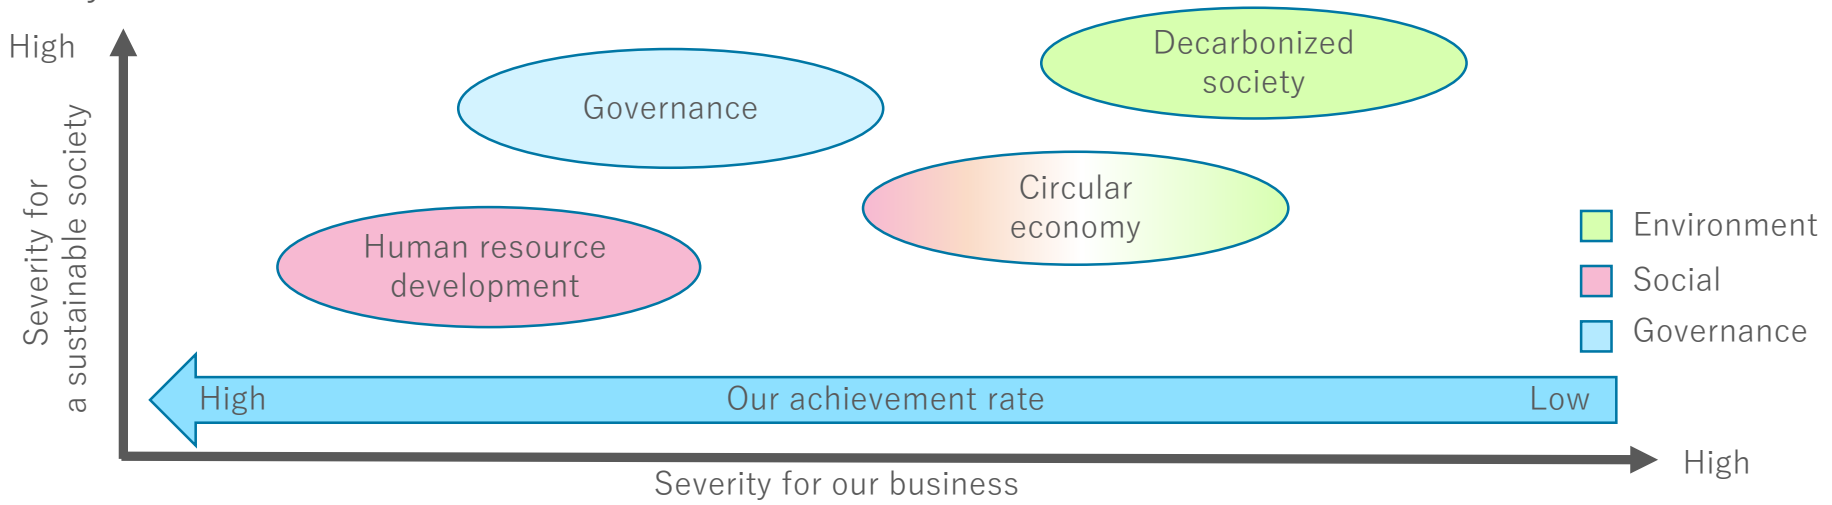 High
Severity for
a sustainable society
Decarbonized
society
Governance
Circular
economy
Human resource
development
Environment
Social
Governance
High Our achievement rate Low
High
Severity for our business